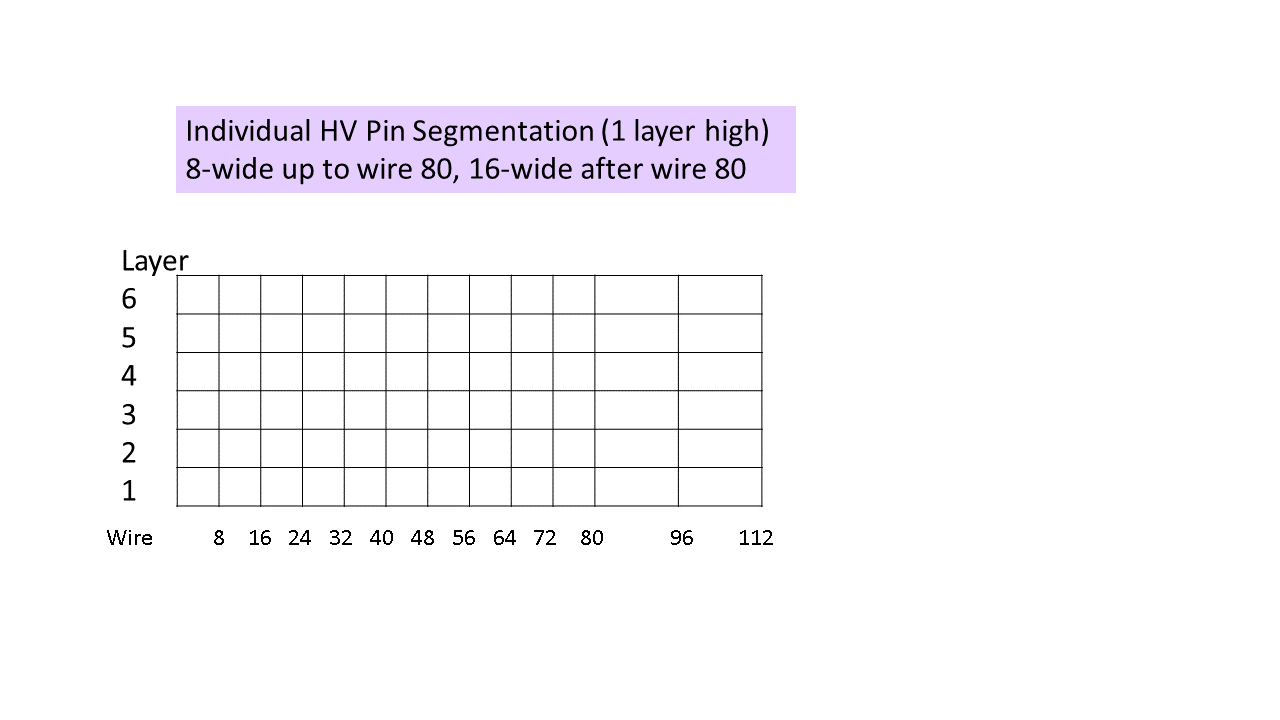 Individual HV Pin Segmentation (1 layer high)
8-wide up to wire 80, 16-wide after wire 80
Layer
6
5
4
3
2
1
Wire 8 16 24 32 40 48 56 64 72 80 96 112